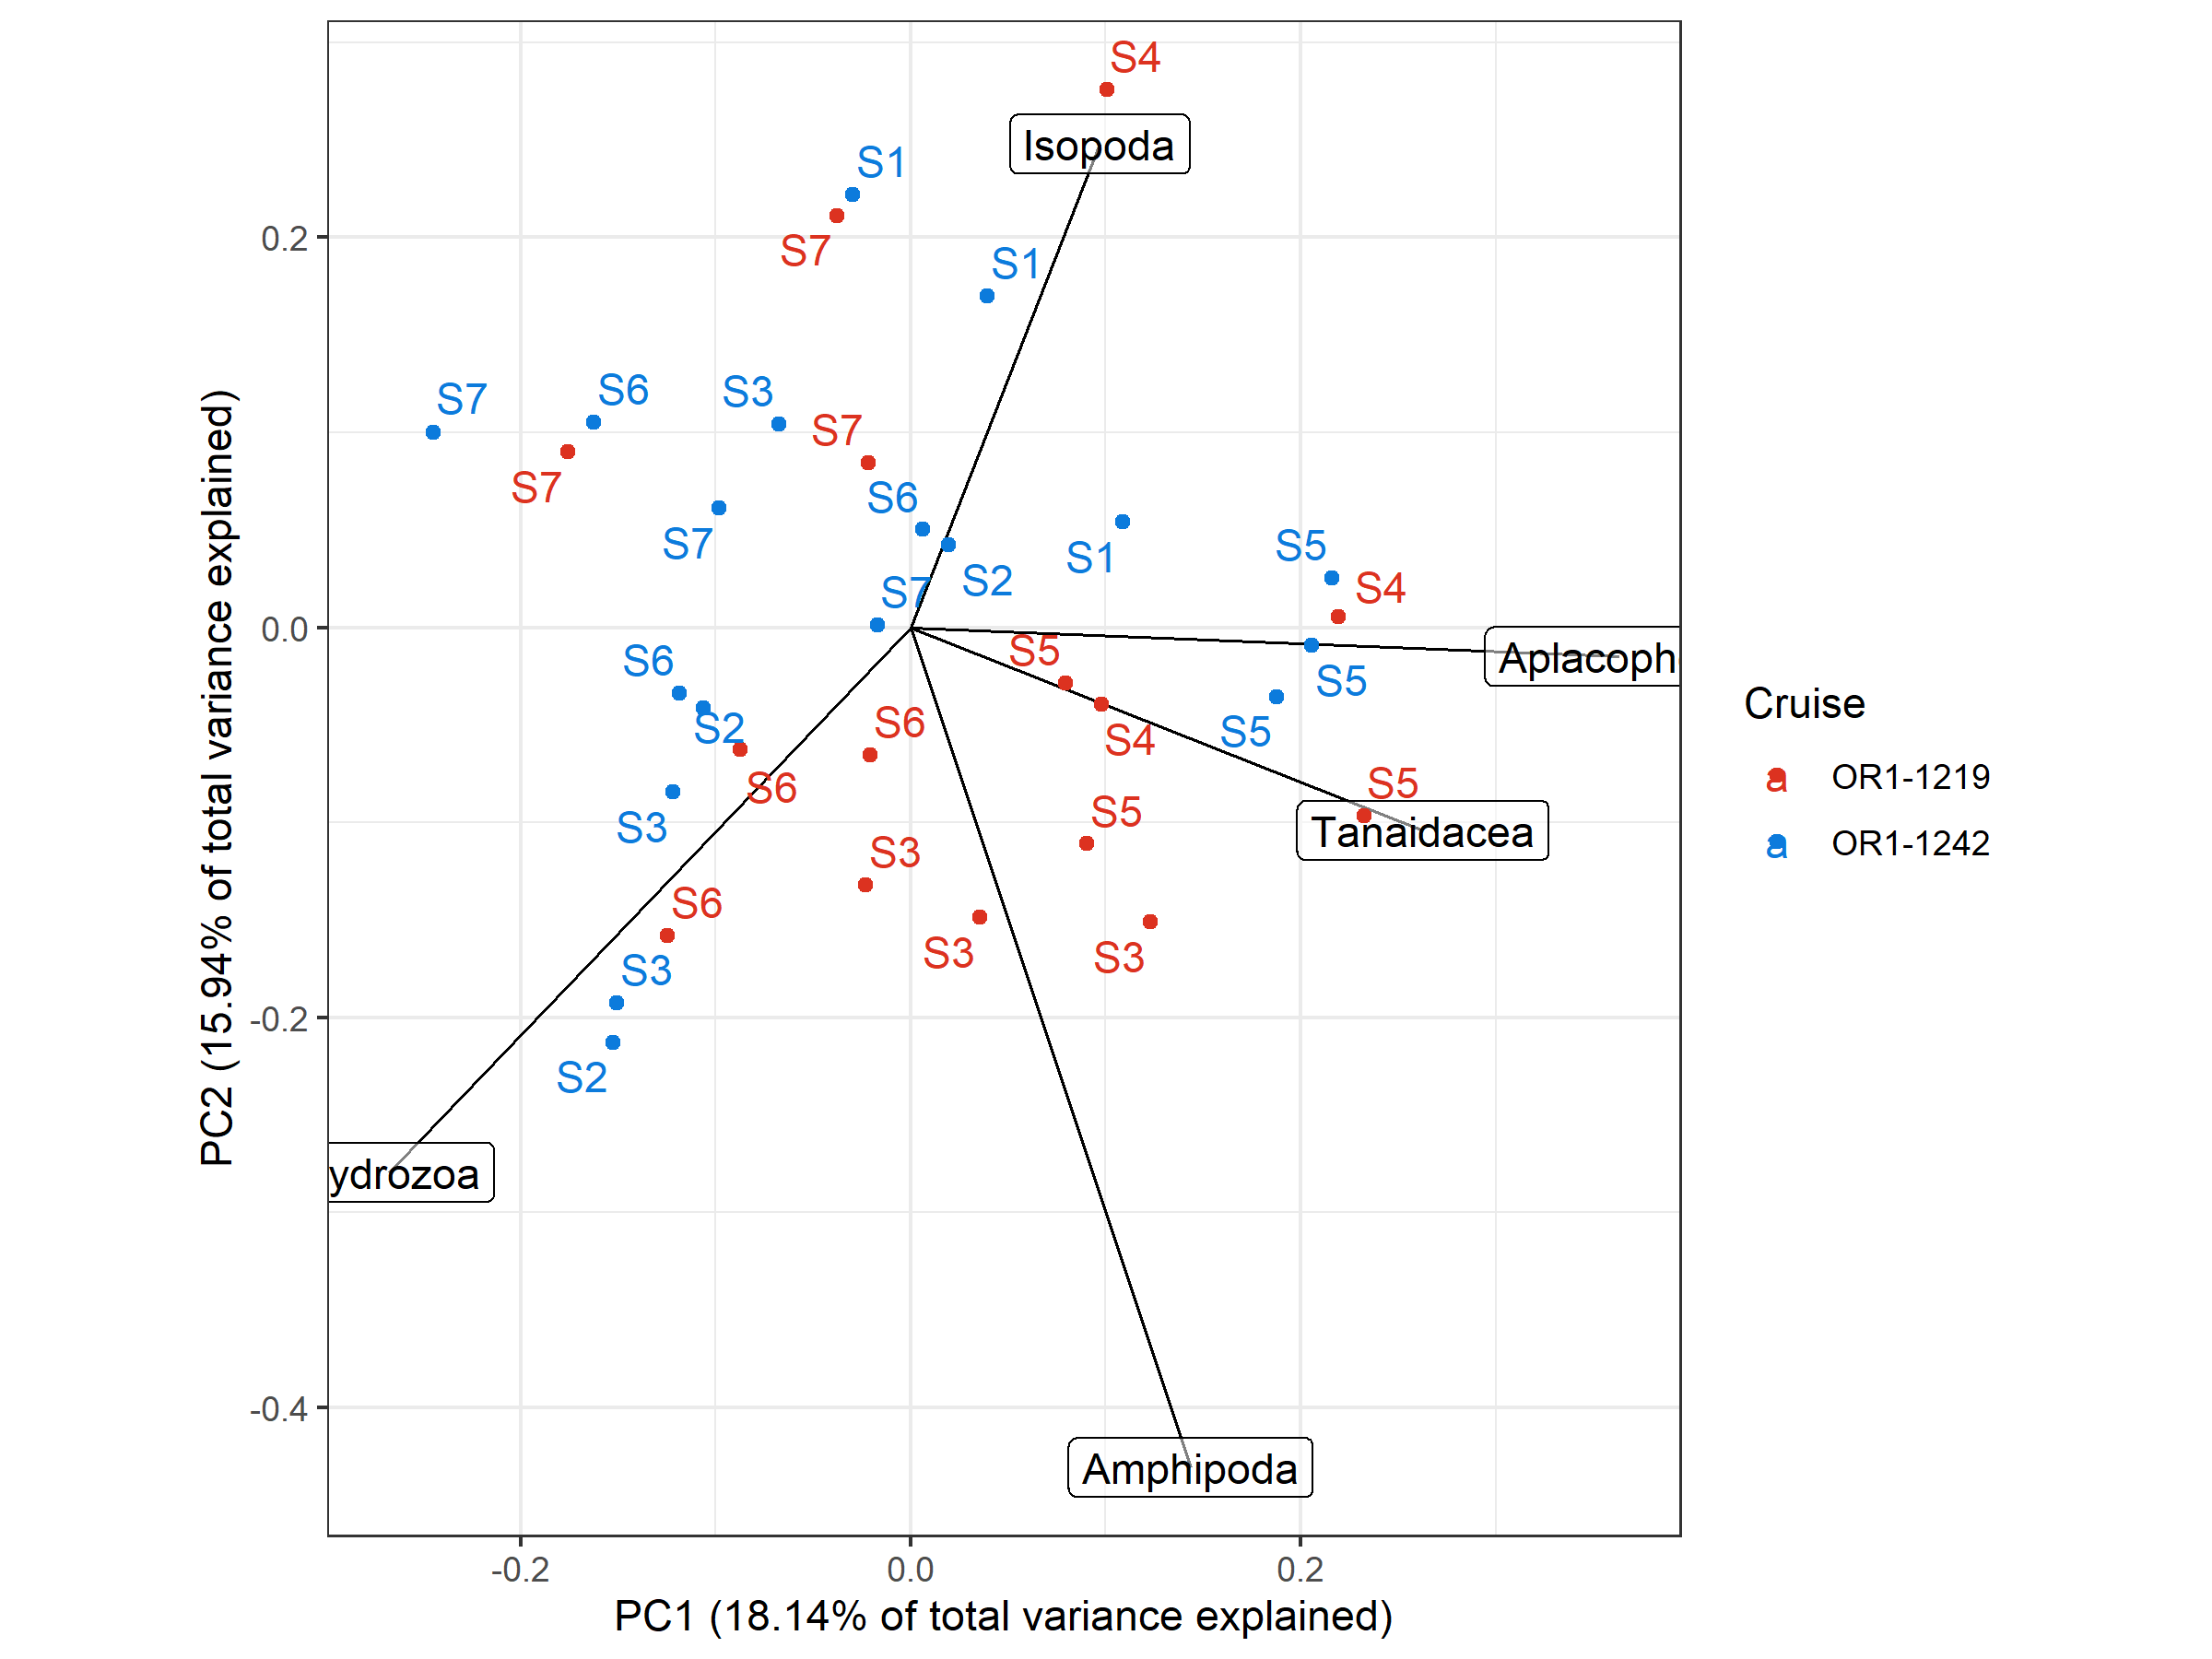 S4
Isopoda
S1
S7
S1
0.2
S7
S6
S3
S7
S7
S6
S7
S1
S5
S2
S7
S4
0.0
S5
Aplacoph
S6
S5
S2
S6
S4
S5
S6
S5
Tanaidacea
S3
S5
S3
S6
S3
S3
S3
-0.2
S2
ydrozoa
-0.4
Amphipoda
-0.2
0.0
0.2
PC1 (18.14% of total variance explained)
PC2 (15.94% of total variance explained)
Cruise
a OR1-1219
a OR1-1242